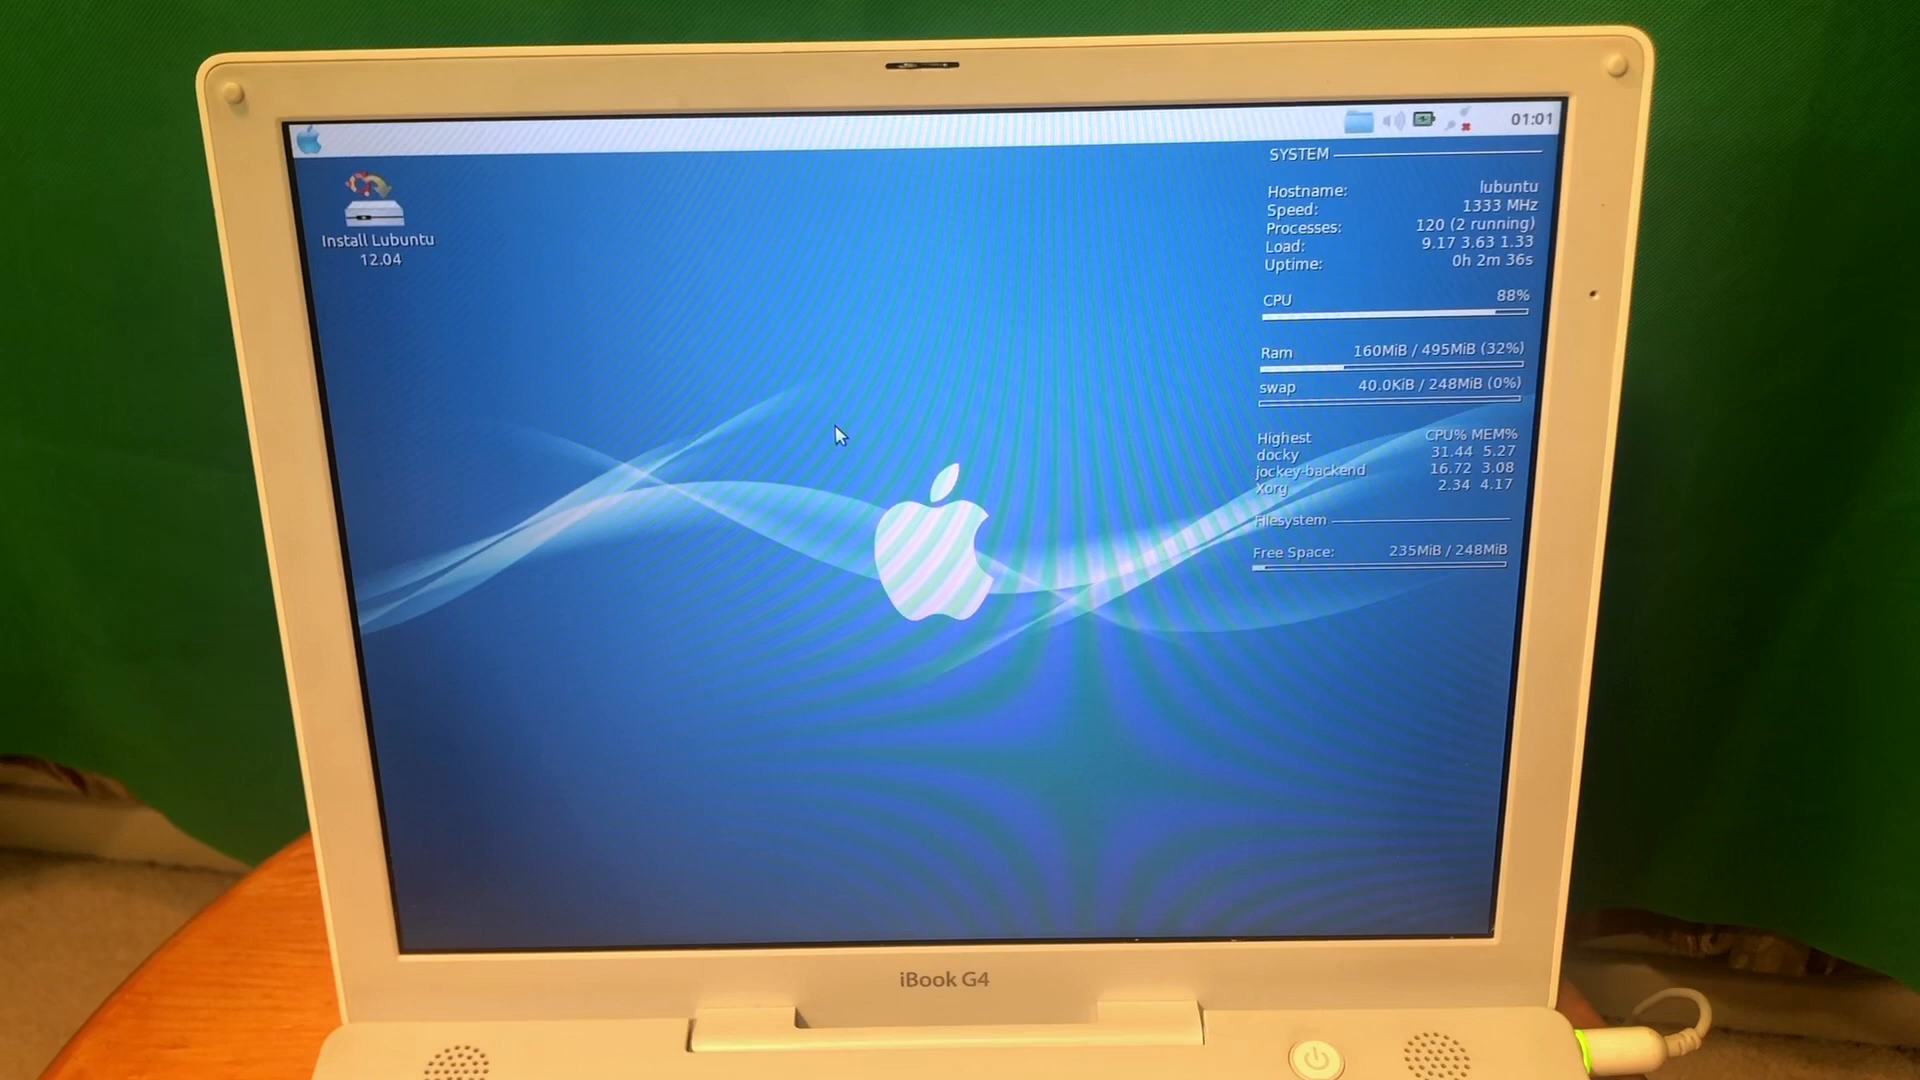 01:01
Install Lubuntu
12.04
SYSTEM
Hostname: lubuntu
Speed: 1333 MHz
Processes: 120 (2 running)
Load: 9.17 3.63 1.33
Uptime: 0h 2m 36s
CPU 88%
Ram 160MiB / 495MiB (32%)
swap 40.0KiB / 248MiB (0%)
Highest CPU% MEM%
docky 31.44 5.27
jockey-backend 16.72 3.08
Xorg 2.34 4.17
Filesystem
Free Space: 235MiB / 248MiB
iBook G4